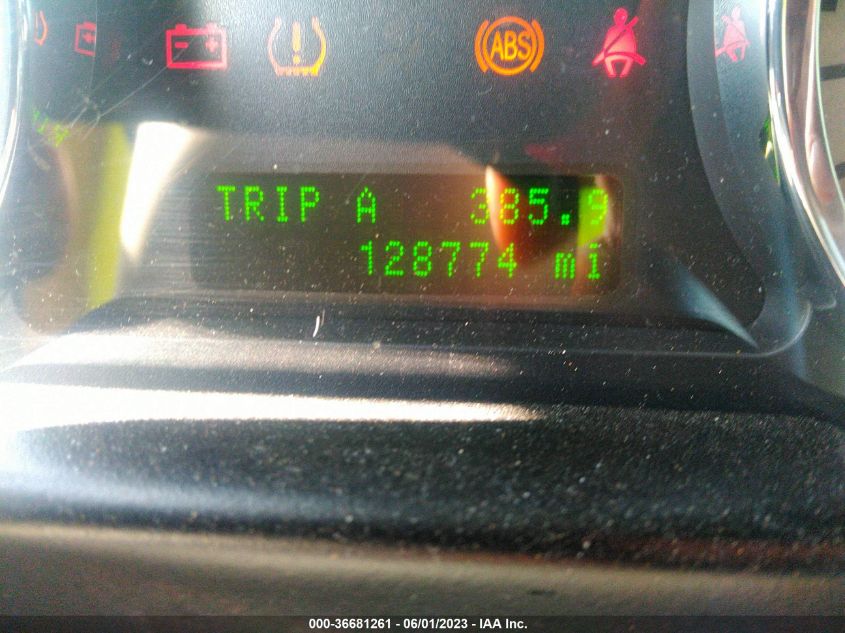 ABS
TRIP A 385.9
128774 mi
000-36681261 - 06/01/2023 - IAA Inc.